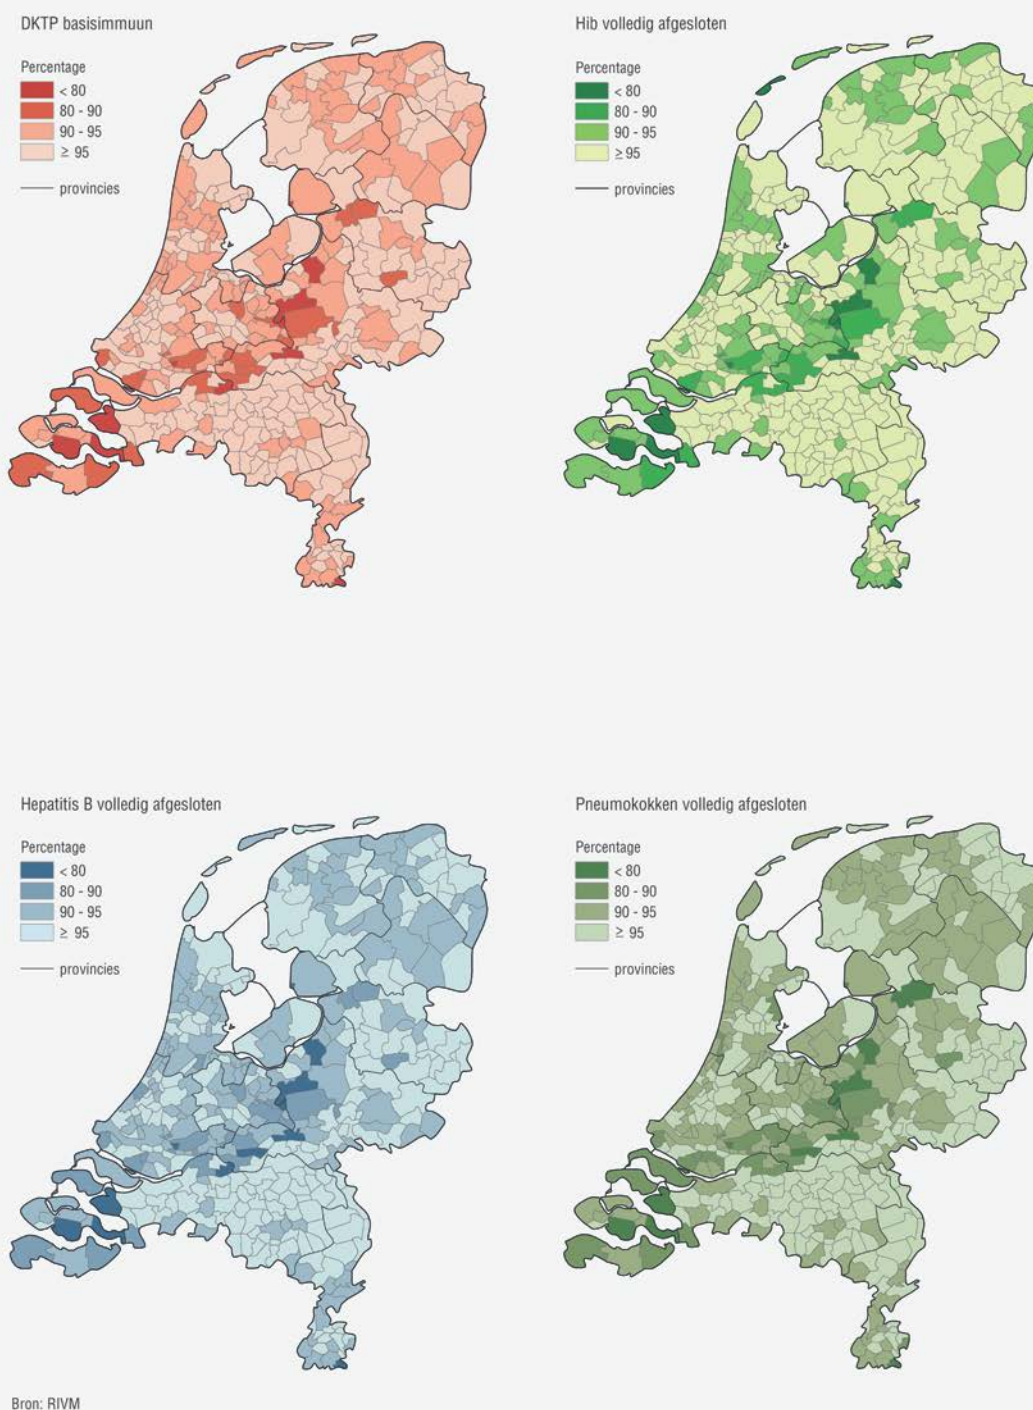 DKTP basisimmuun
Percentage
< 80
80 - 90
90 - 95
≥ 95
provincies
Hib volledig afgesloten
Percentage
< 80
80 - 90
90 - 95
≥ 95
provincies
Hepatitis B volledig afgesloten
Percentage
< 80
80 - 90
90 - 95
≥ 95
provincies
Pneumokokken volledig afgesloten
Percentage
< 80
80 - 90
90 - 95
≥ 95
provincies
Bron: RIVM